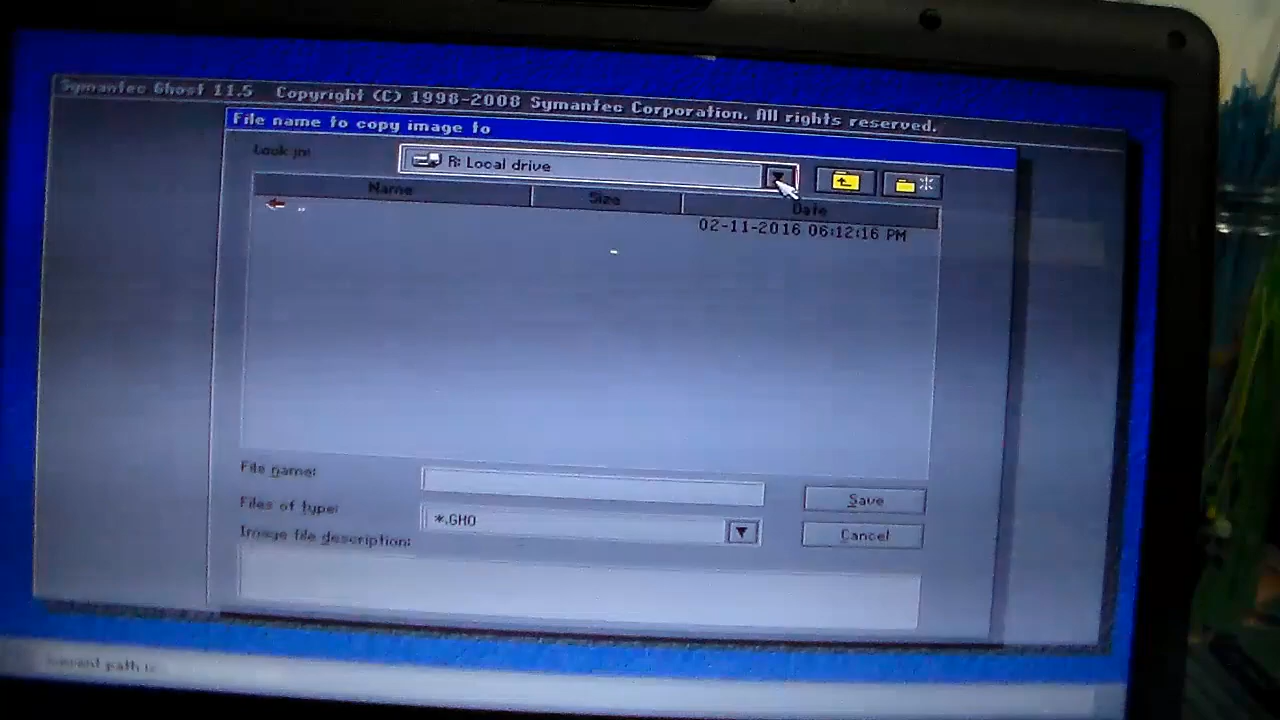 Symantec Ghost 11.5 Copyright (C) 1998-2008 Symantec Corporation. All rights reserved.
File name to copy image to
Look in:
R: Local drive
Name Size Date
.. 02-11-2016 06:12:16 PM
File name:
Save
Files of type:
*.GHO
Cancel
Image file description:
path is